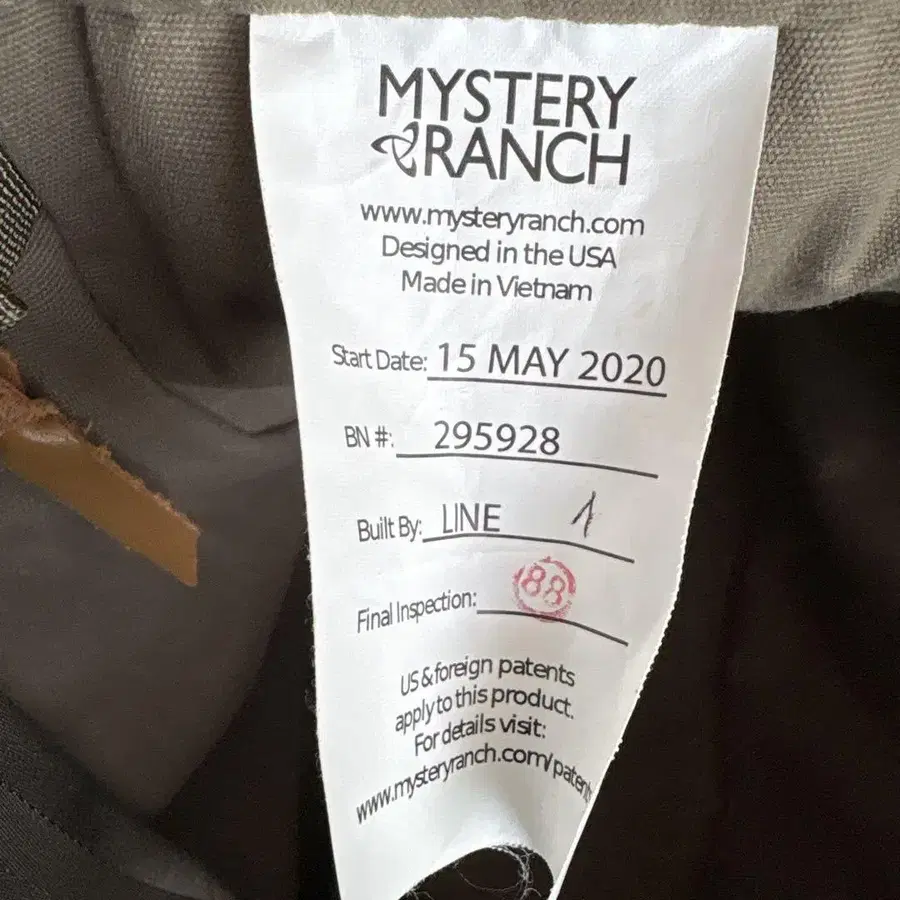 MYSTERY
RANCH
www.mysteryranch.com
Designed in the USA
Made in Vietnam
Start Date: 15 MAY 2020
BN #: 295928
Built By: LINE 1
Final Inspection: 88
US & foreign patents
apply to this product.
For details visit:
www.mysteryranch.com/patents